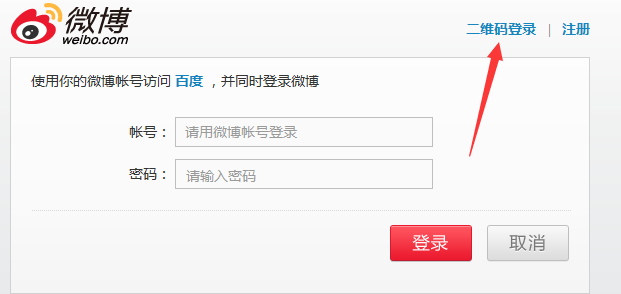 微博
weibo.com
二维码登录 | 注册
使用你的微博帐号访问 百度 ，并同时登录微博
帐号： 请用微博帐号登录
密码： 请输入密码
登录 取消